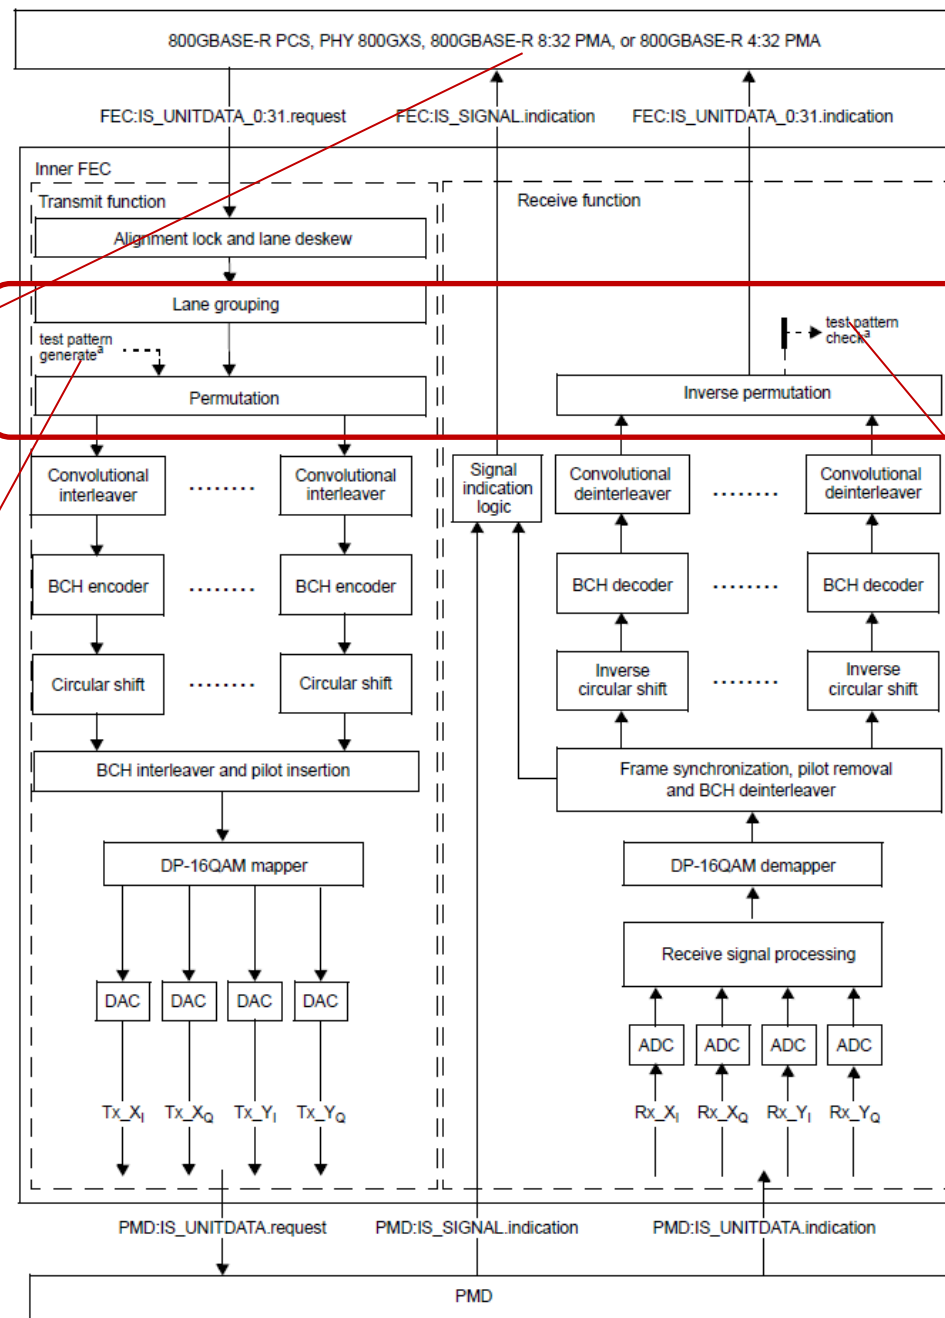 800GBASE-R PCS, PHY 800GXS, 800GBASE-R 8:32 PMA, or 800GBASE-R 4:32 PMA
FEC:IS_UNITDATA_0:31.request
FEC:IS_SIGNAL.indication
FEC:IS_UNITDATA_0:31.indication
Inner FEC
Transmit function
Receive function
Alignment lock and lane deskew
Lane grouping
test pattern
generateª
test pattern
checkª
Permutation
Inverse permutation
Convolutional
interleaver
........
Convolutional
interleaver
Signal
indication
logic
Convolutional
deinterleaver
........
Convolutional
deinterleaver
BCH encoder
........
BCH encoder
BCH decoder
........
BCH decoder
Circular shift
........
Circular shift
Inverse
circular shift
........
Inverse
circular shift
BCH interleaver and pilot insertion
Frame synchronization, pilot removal
and BCH deinterleaver
DP-16QAM mapper
DP-16QAM demapper
Receive signal processing
DAC
DAC
DAC
DAC
ADC
ADC
ADC
ADC
Tx_XI
Tx_XQ
Tx_YI
Tx_YQ
Rx_XI
Rx_XQ
Rx_YI
Rx_YQ
PMD:IS_UNITDATA.request
PMD:IS_SIGNAL.indication
PMD:IS_UNITDATA.indication
PMD